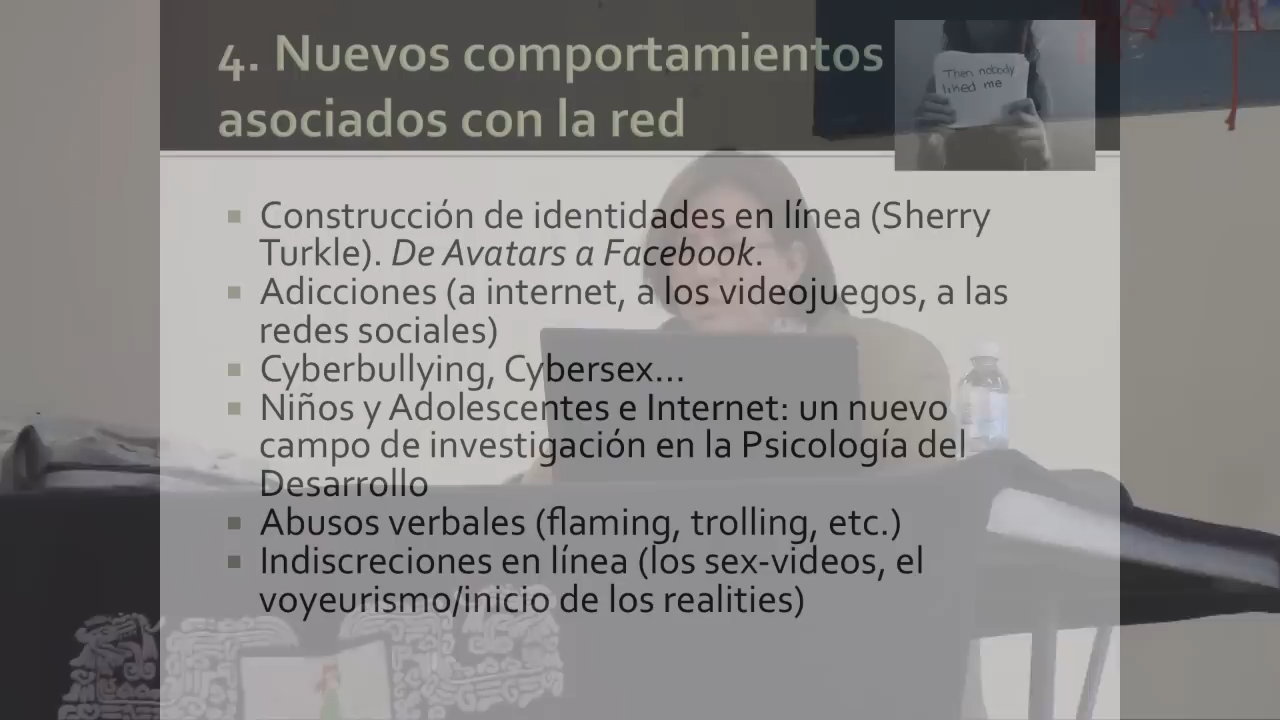 4. Nuevos comportamientos
asociados con la red
Then nobody
liked me
Construcción de identidades en línea (Sherry
Turkle). De Avatars a Facebook.
Adicciones (a internet, a los videojuegos, a las
redes sociales)
Cyberbullying, Cybersex...
Niños y Adolescentes e Internet: un nuevo
campo de investigación en la Psicología del
Desarrollo
Abusos verbales (flaming, trolling, etc.)
Indiscreciones en línea (los sex-videos, el
voyeurismo/inicio de los realities)